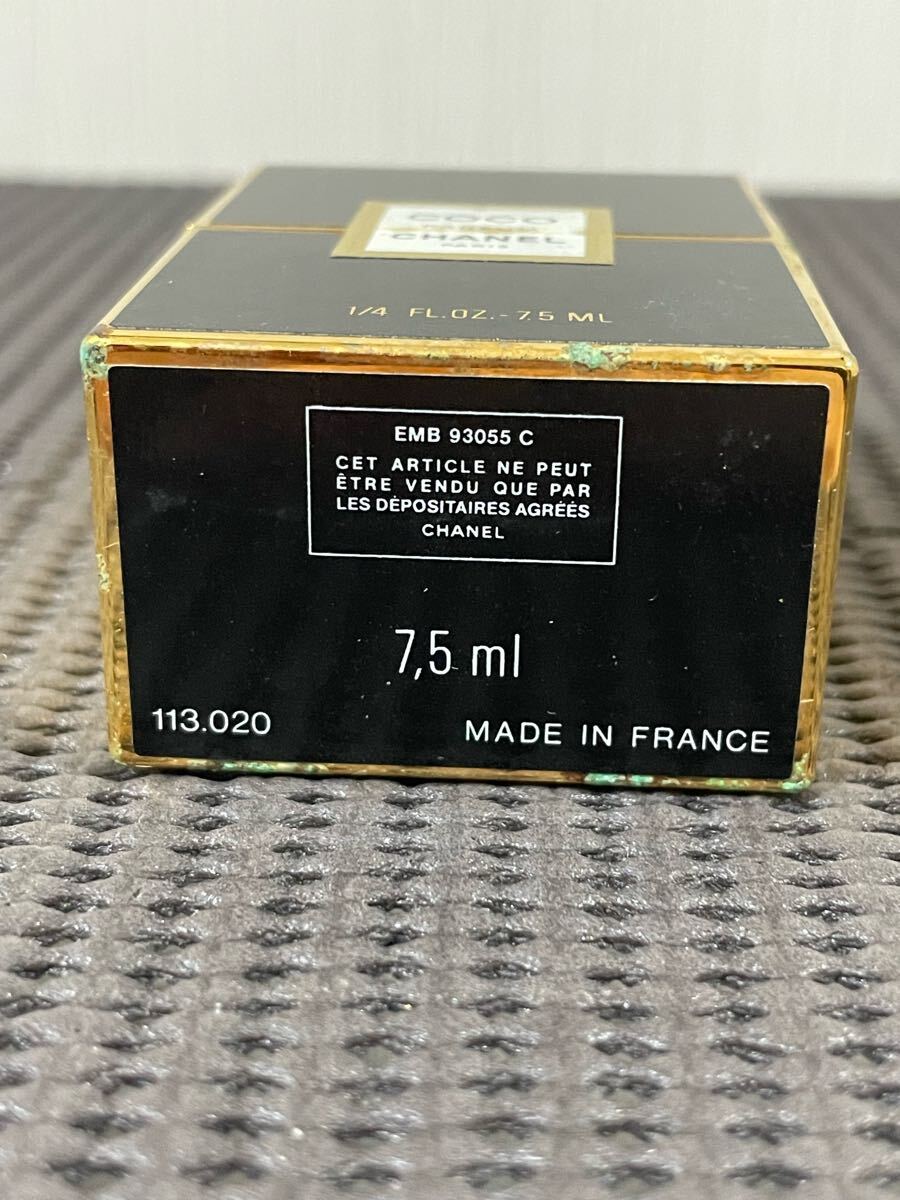 COCO
CHANEL
PARIS
1/4 FL.OZ.-7.5 ML
EMB 93055 C
CET ARTICLE NE PEUT
ÊTRE VENDU QUE PAR
LES DÉPOSITAIRES AGRÉÉS
CHANEL
7,5 ml
113.020
MADE IN FRANCE